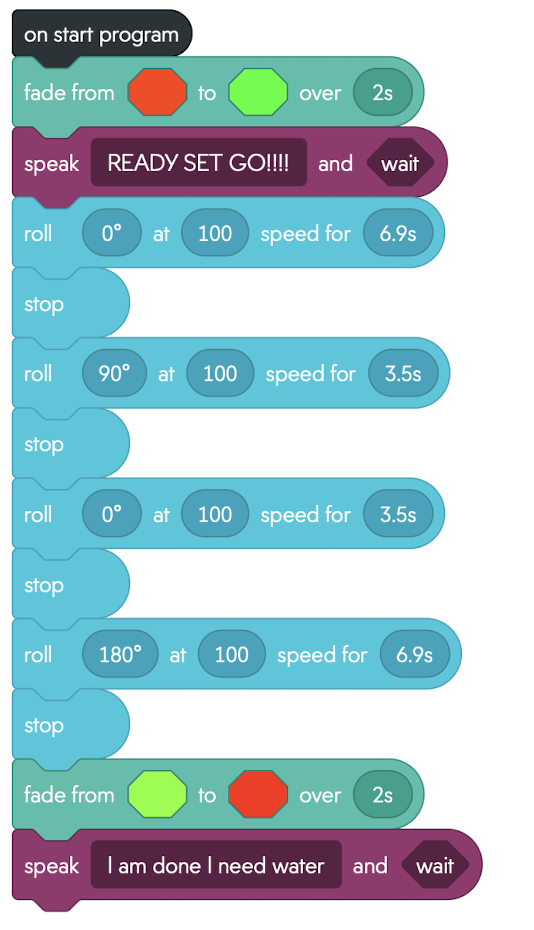 on start program
fade from to over 2s
speak READY SET GO!!!! and wait
roll 0° at 100 speed for 6.9s
stop
roll 90° at 100 speed for 3.5s
stop
roll 0° at 100 speed for 3.5s
stop
roll 180° at 100 speed for 6.9s
stop
fade from to over 2s
speak I am done I need water and wait